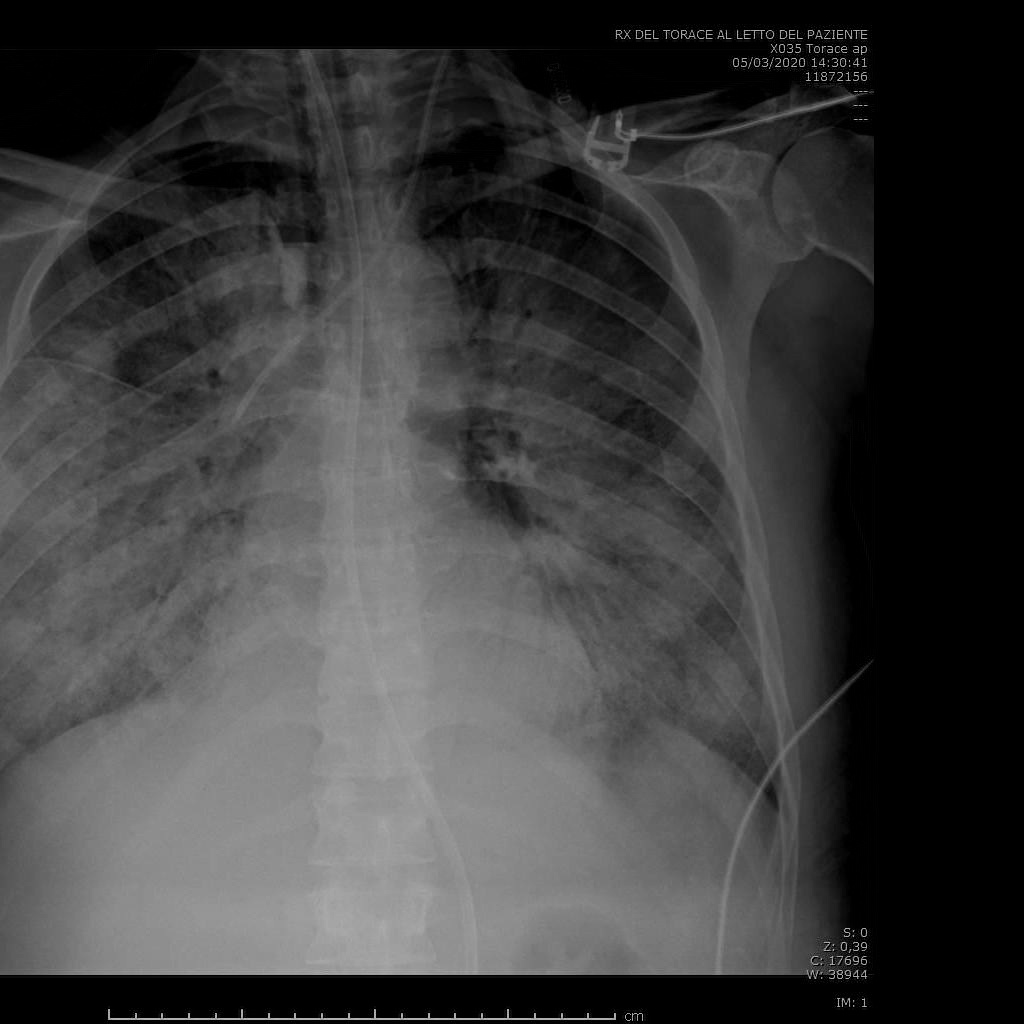 RX DEL TORACE AL LETTO DEL PAZIENTE
X035 Torace ap
05/03/2020 14:30:41
11872156
---
---
---
S: 0
Z: 0,39
C: 17696
W: 38944
IM: 1
cm